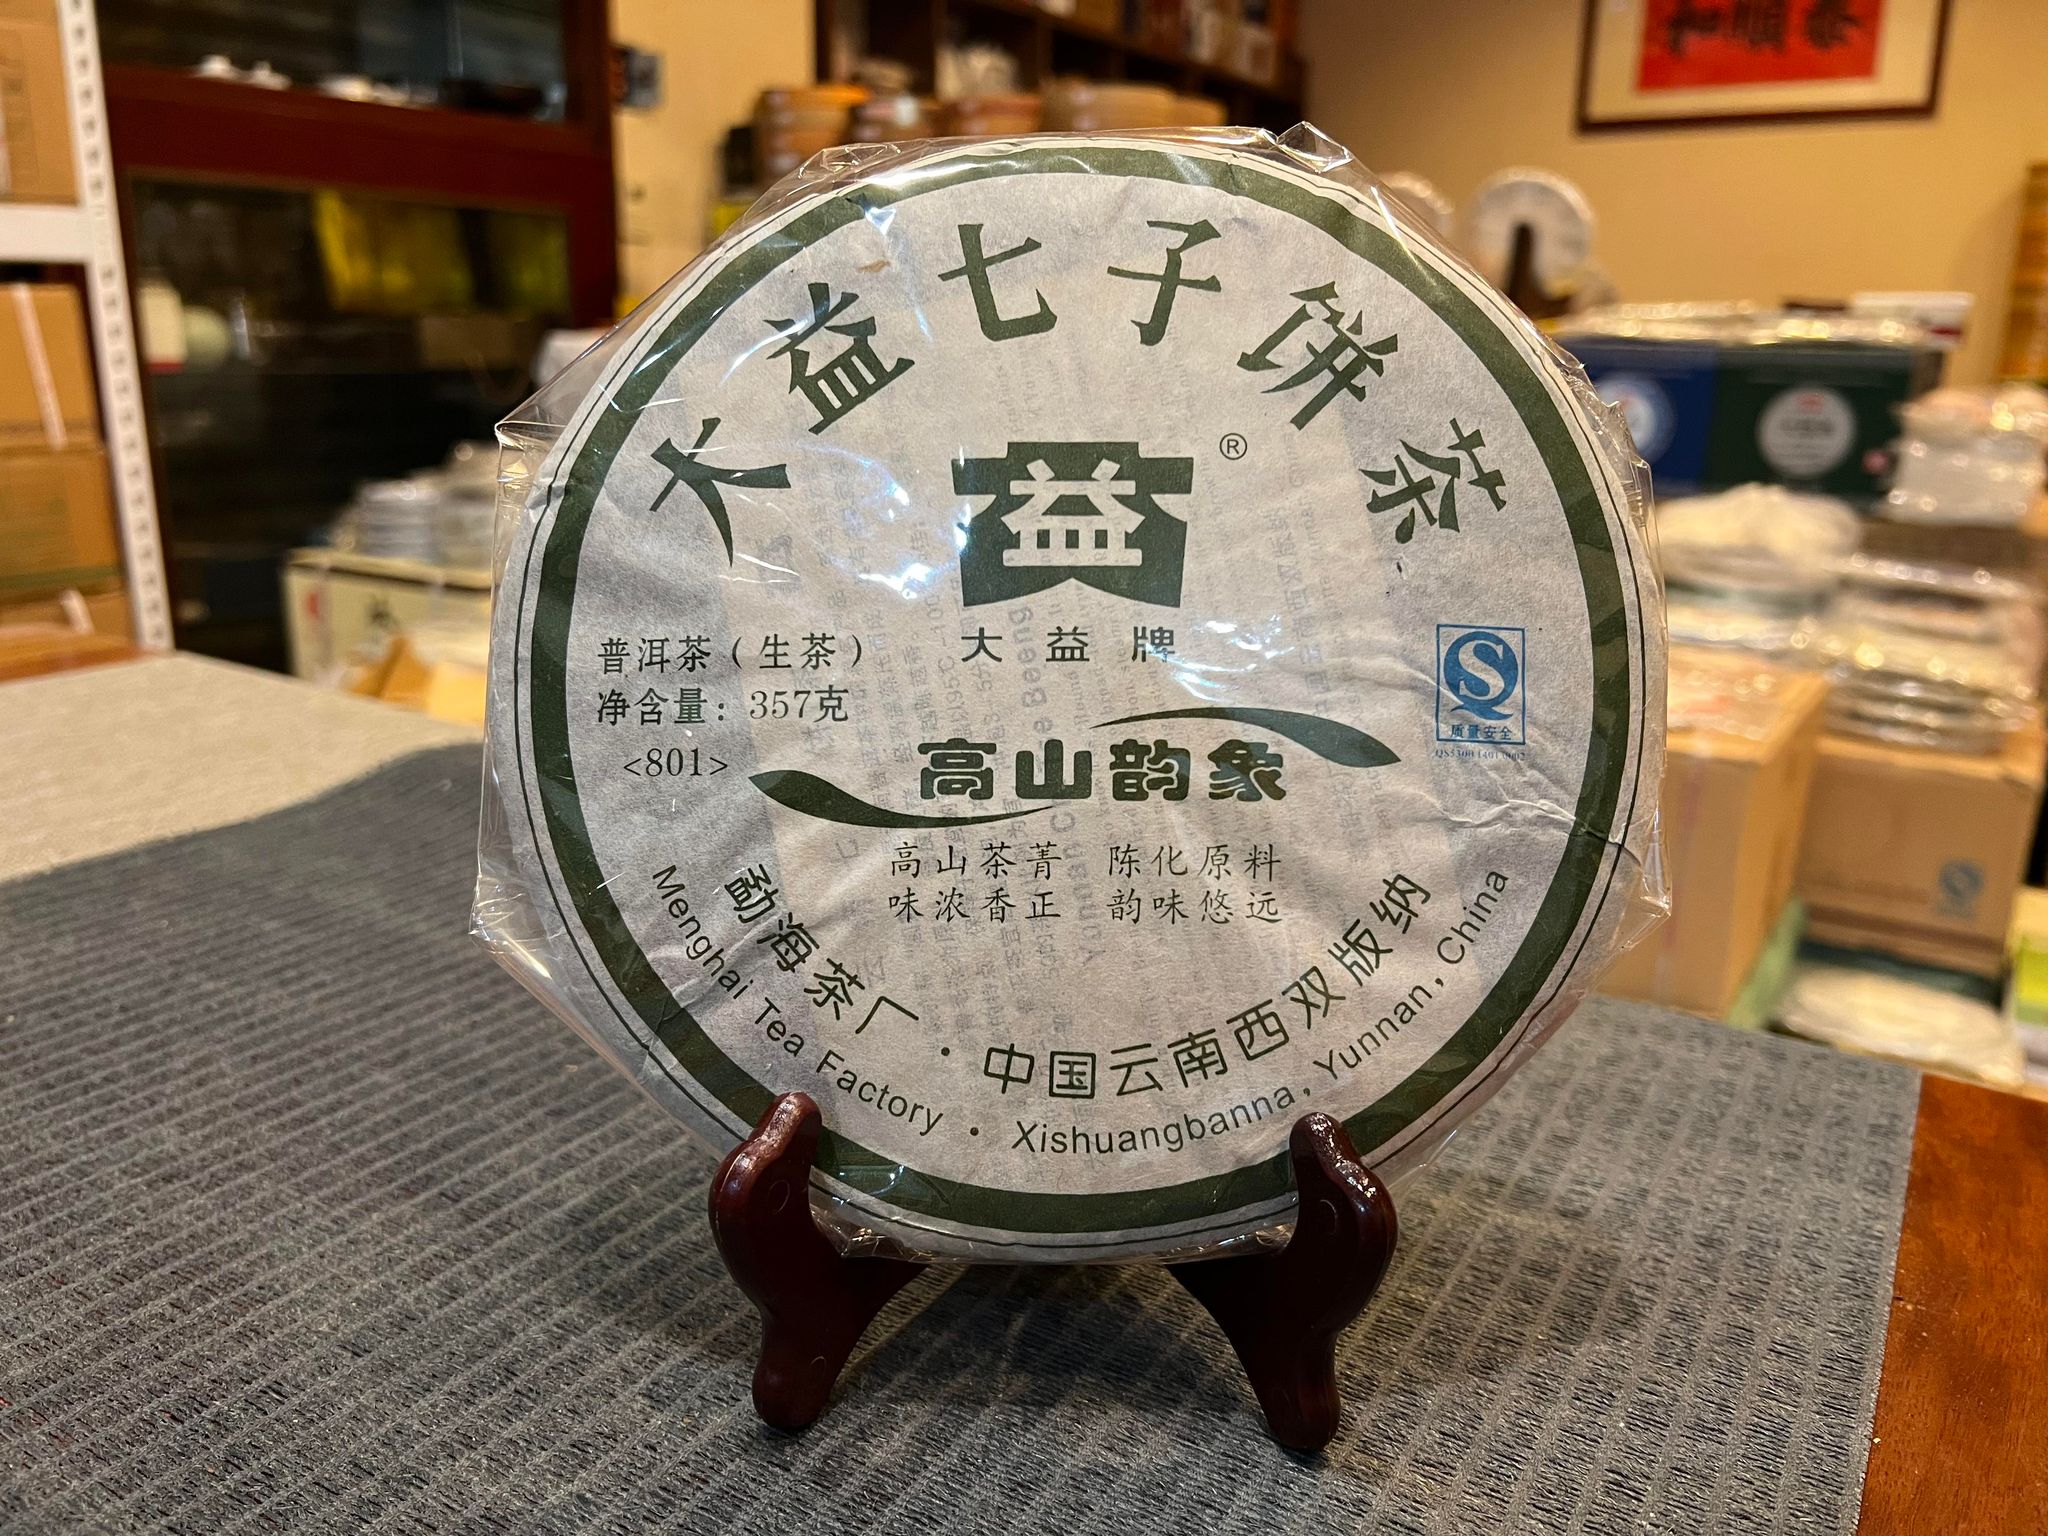 大益七子饼茶
益
®
大益牌
普洱茶（生茶）
净含量：357克
<801>
质量安全
高山韵象
高山茶菁 陈化原料
味浓香正 韵味悠远
勐海茶厂・中国云南西双版纳
Menghai Tea Factory・Xishuangbanna, Yunnan, China